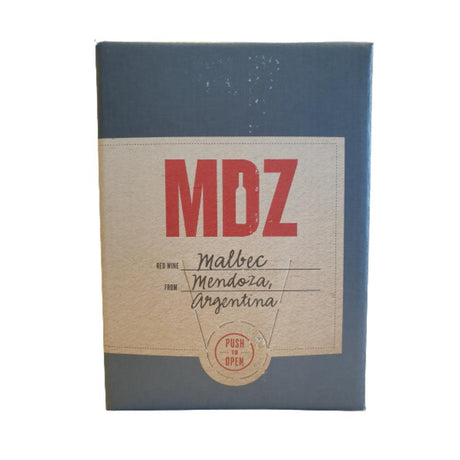 MDZ
RED WINE Malbec
FROM Mendoza,
Argentina
PUSH
TO
OPEN